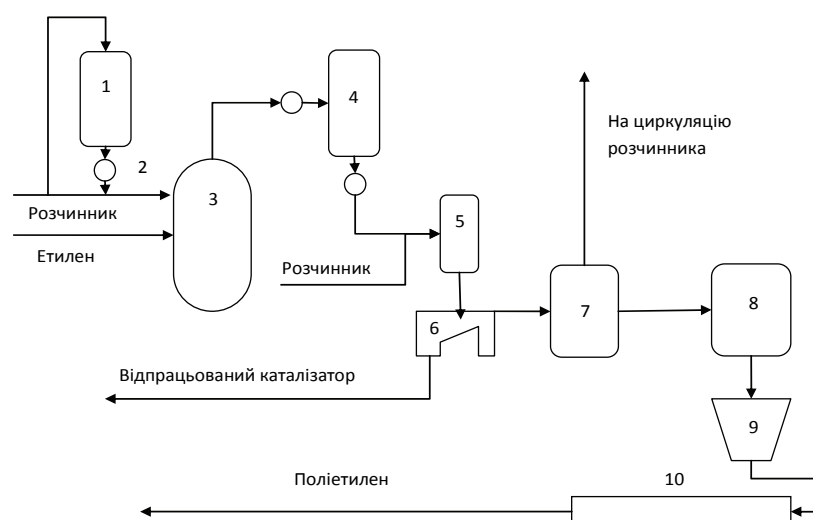 1
4
2
3
На циркуляцію
розчинника
Розчинник
5
Етилен
Розчинник
6
7
8
Відпрацьований каталізатор
9
Поліетилен
10